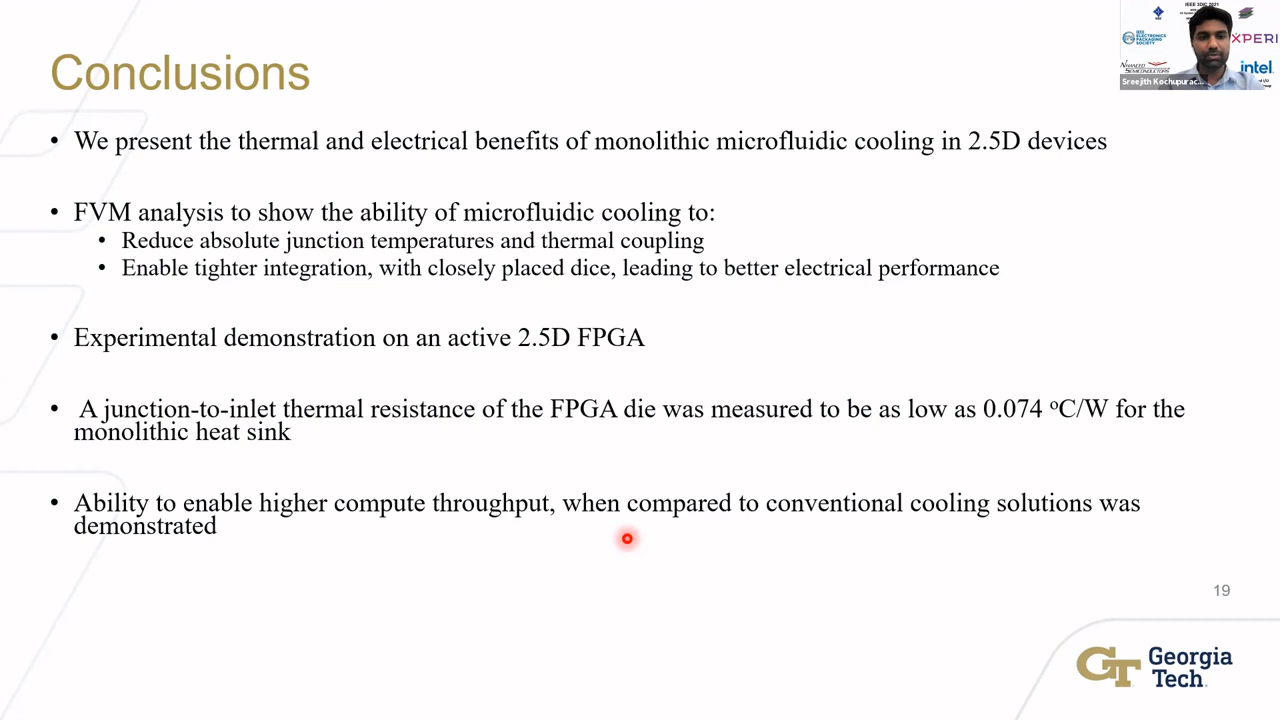 Conclusions
• We present the thermal and electrical benefits of monolithic microfluidic cooling in 2.5D devices
• FVM analysis to show the ability of microfluidic cooling to:
• Reduce absolute junction temperatures and thermal coupling
• Enable tighter integration, with closely placed dice, leading to better electrical performance
• Experimental demonstration on an active 2.5D FPGA
• A junction-to-inlet thermal resistance of the FPGA die was measured to be as low as 0.074 ºC/W for the
monolithic heat sink
• Ability to enable higher compute throughput, when compared to conventional cooling solutions was
demonstrated
19
GT Georgia
Tech
IEEE 3DIC 2021
IEEE
ELECTRONICS
PACKAGING
SOCIETY
XPERI
intel
Sreejith Kochupurac...